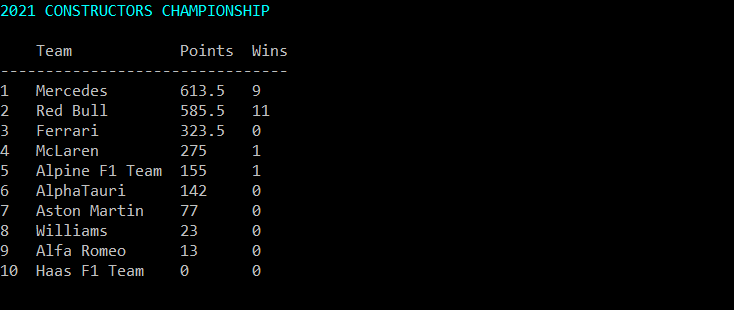 2021 CONSTRUCTORS CHAMPIONSHIP
Team Points Wins
--------------------------------
1 Mercedes 613.5 9
2 Red Bull 585.5 11
3 Ferrari 323.5 0
4 McLaren 275 1
5 Alpine F1 Team 155 1
6 AlphaTauri 142 0
7 Aston Martin 77 0
8 Williams 23 0
9 Alfa Romeo 13 0
10 Haas F1 Team 0 0